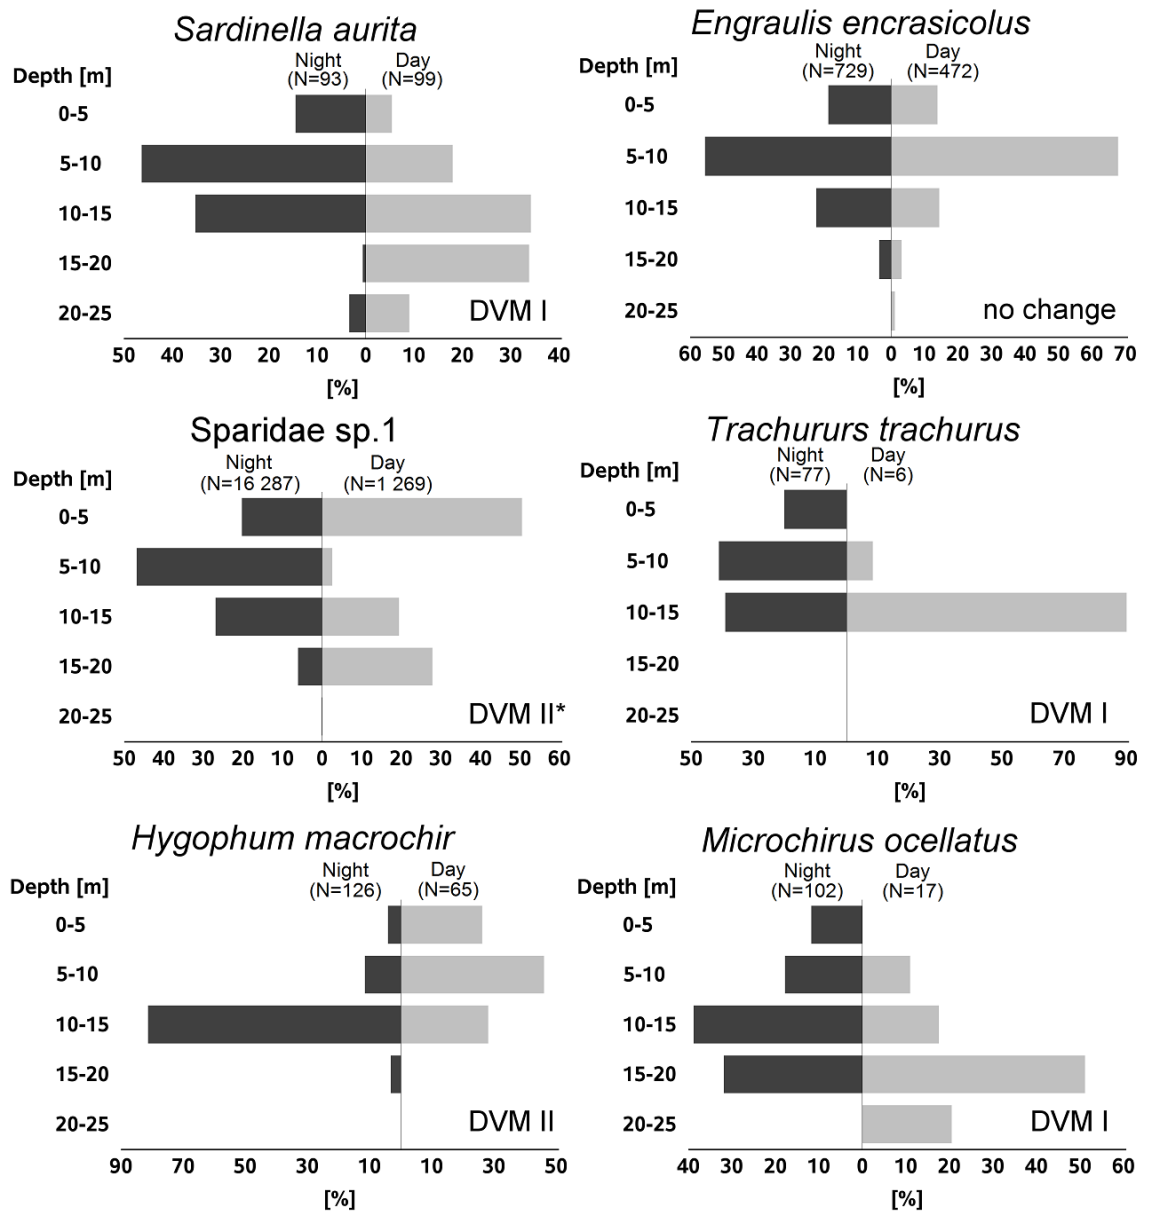 Sardinella aurita
Night Day
Depth [m] (N=93) (N=99)
0-5
5-10
10-15
15-20
20-25
DVM I
50 40 30 20 10 0 10 20 30 40
[%]
Engraulis encrasicolus
Night Day
Depth [m] (N=729) (N=472)
0-5
5-10
10-15
15-20
20-25
no change
60 50 40 30 20 10 0 10 20 30 40 50 60 70
[%]
Sparidae sp.1
Night Day
Depth [m] (N=16 287) (N=1 269)
0-5
5-10
10-15
15-20
20-25
DVM II*
50 40 30 20 10 0 10 20 30 40 50 60
[%]
Trachururs trachurus
Night Day
Depth [m] (N=77) (N=6)
0-5
5-10
10-15
15-20
20-25
DVM I
50 30 10 10 30 50 70 90
[%]
Hygophum macrochir
Night Day
Depth [m] (N=126) (N=65)
0-5
5-10
10-15
15-20
20-25
DVM II
90 70 50 30 10 10 30 50
[%]
Microchirus ocellatus
Night Day
Depth [m] (N=102) (N=17)
0-5
5-10
10-15
15-20
20-25
DVM I
40 30 20 10 0 10 20 30 40 50 60
[%]